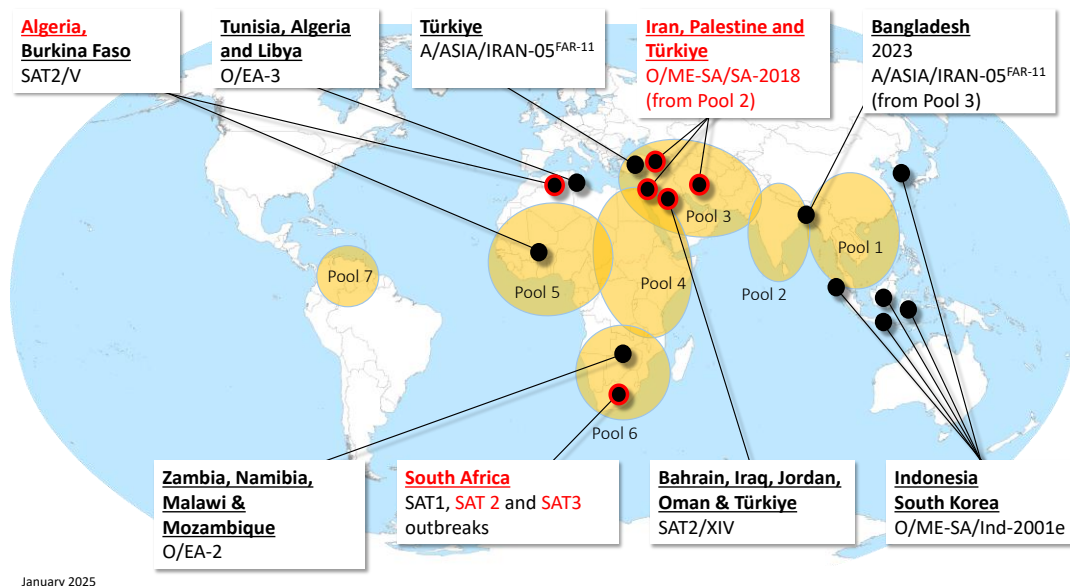 Algeria,
Burkina Faso
SAT2/V
Tunisia, Algeria
and Libya
O/EA-3
Türkiye
A/ASIA/IRAN-05FAR-11
Iran, Palestine and
Türkiye
O/ME-SA/SA-2018
(from Pool 2)
Bangladesh
2023
A/ASIA/IRAN-05FAR-11
(from Pool 3)
Pool 3
Pool 1
Pool 7
Pool 5
Pool 4
Pool 2
Pool 6
Zambia, Namibia,
Malawi &
Mozambique
O/EA-2
South Africa
SAT1, SAT 2 and SAT3
outbreaks
Bahrain, Iraq, Jordan,
Oman & Türkiye
SAT2/XIV
Indonesia
South Korea
O/ME-SA/Ind-2001e
January 2025